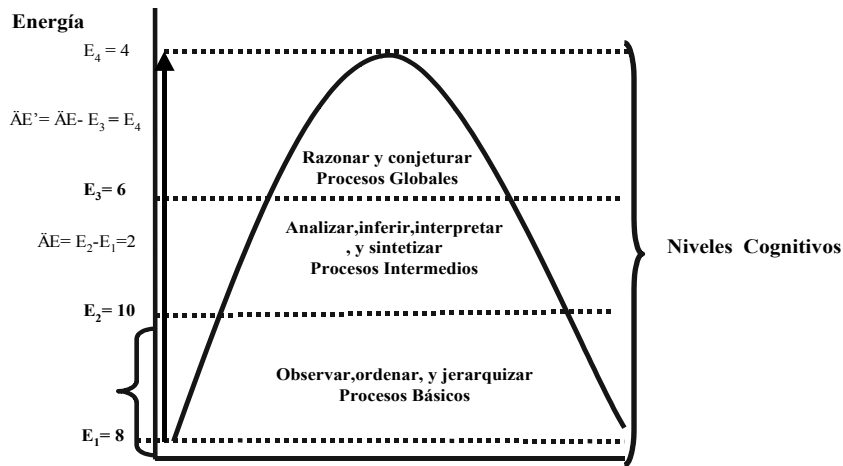 Energía
E₄ = 4
ÄE’= ÄE- E₃ = E₄
Razonar y conjeturar
Procesos Globales
E₃= 6
Analizar,inferir,interpretar
, y sintetizar
Procesos Intermedios
ÄE= E₂-E₁=2
Niveles Cognitivos
E₂= 10
Observar,ordenar, y jerarquizar
Procesos Básicos
E₁= 8